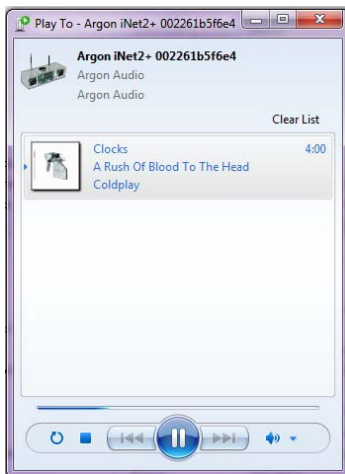 Play To - Argon iNet2+ 002261b5f6e4
Argon iNet2+ 002261b5f6e4
Argon Audio
Argon Audio
Clear List
Clocks 4:00
A Rush Of Blood To The Head
Coldplay